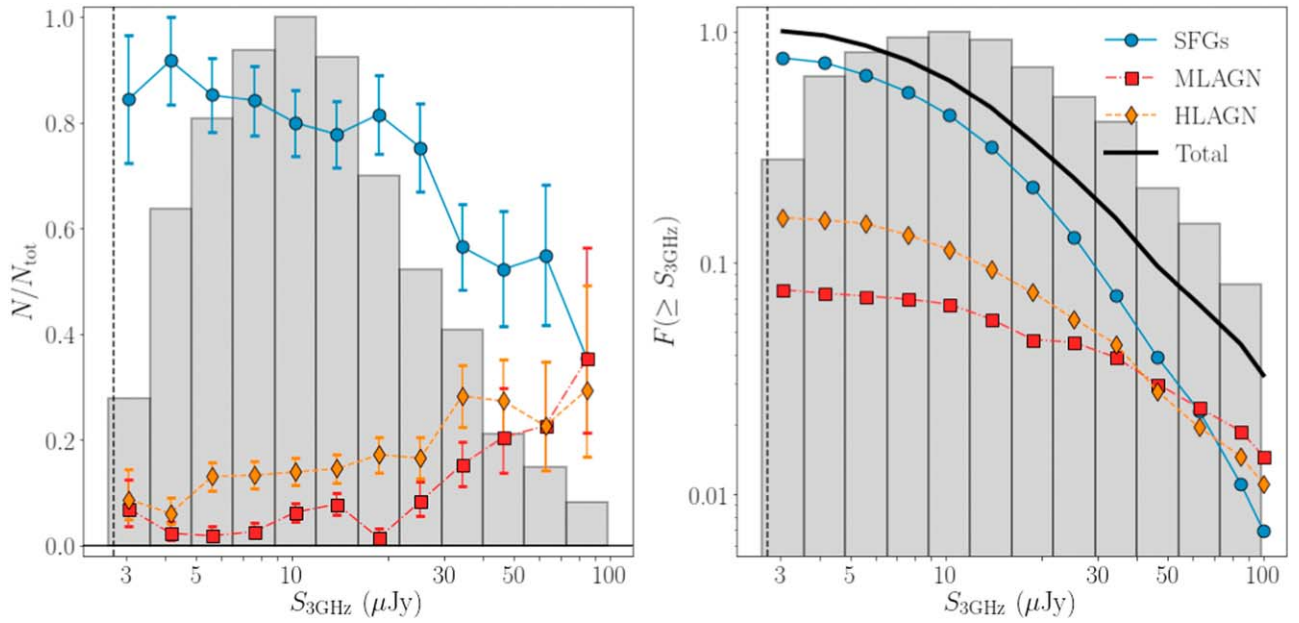 N/N_tot
1.0
0.8
0.6
0.4
0.2
0.0
3 5 10 30 50 100
S_3GHz (μJy)
F(≥ S_3GHz)
1.0
0.1
0.01
SFGs
MLAGN
HLAGN
Total
3 5 10 30 50 100
S_3GHz (μJy)